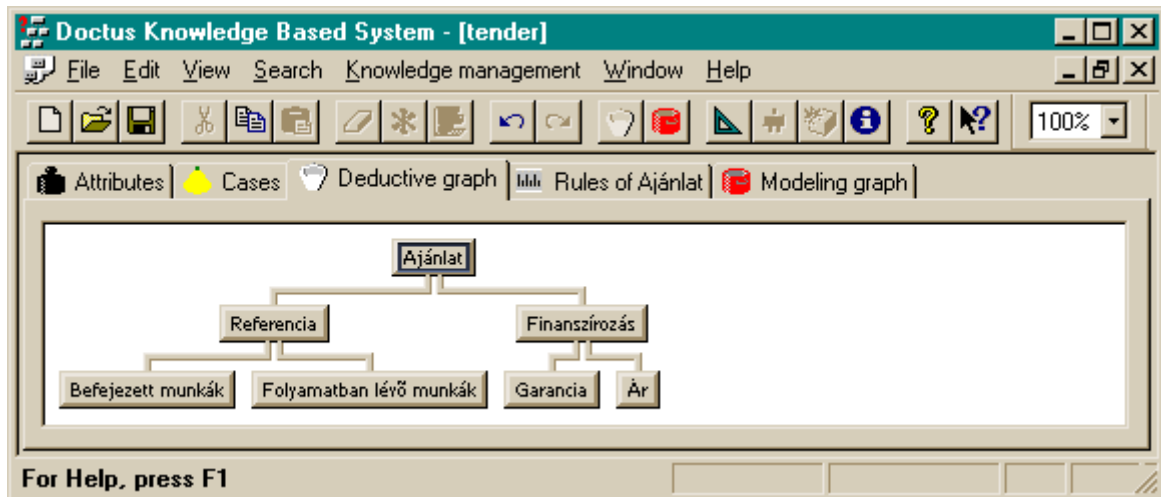 Doctus Knowledge Based System - [tender]
File Edit View Search Knowledge management Window Help
100%
Attributes Cases Deductive graph Rules of Ajánlat Modeling graph
Ajánlat
Referencia Finanszírozás
Befejezett munkák Folyamatban lévő munkák Garancia Ár
For Help, press F1